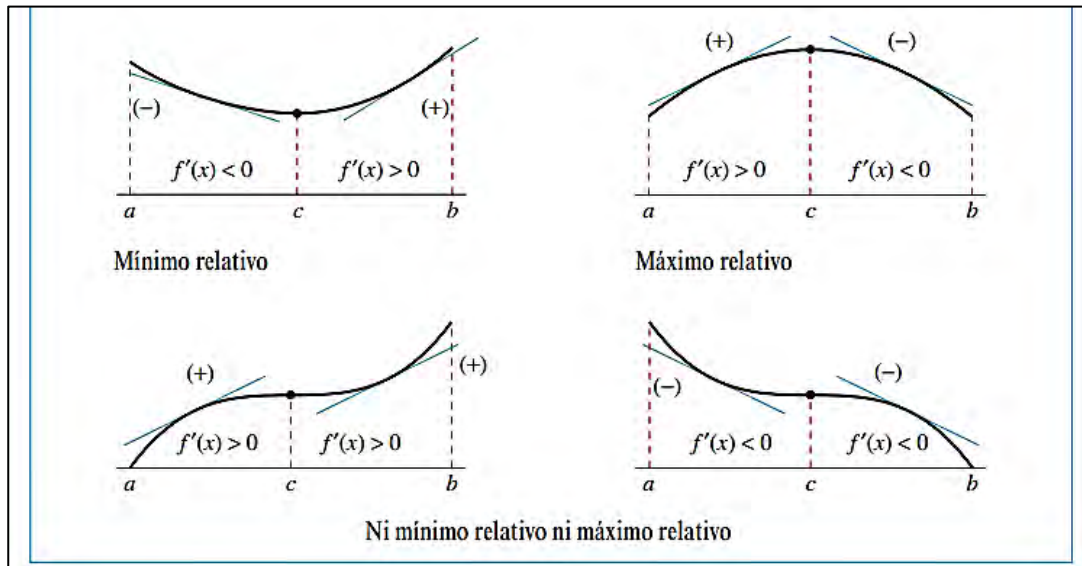 (+) (−)
(−) (+)
f′(x) < 0 f′(x) > 0 f′(x) > 0 f′(x) < 0
a c b a c b
Mínimo relativo Máximo relativo
(+) (+) (−) (−)
f′(x) > 0 f′(x) > 0 f′(x) < 0 f′(x) < 0
a c b a c b
Ni mínimo relativo ni máximo relativo